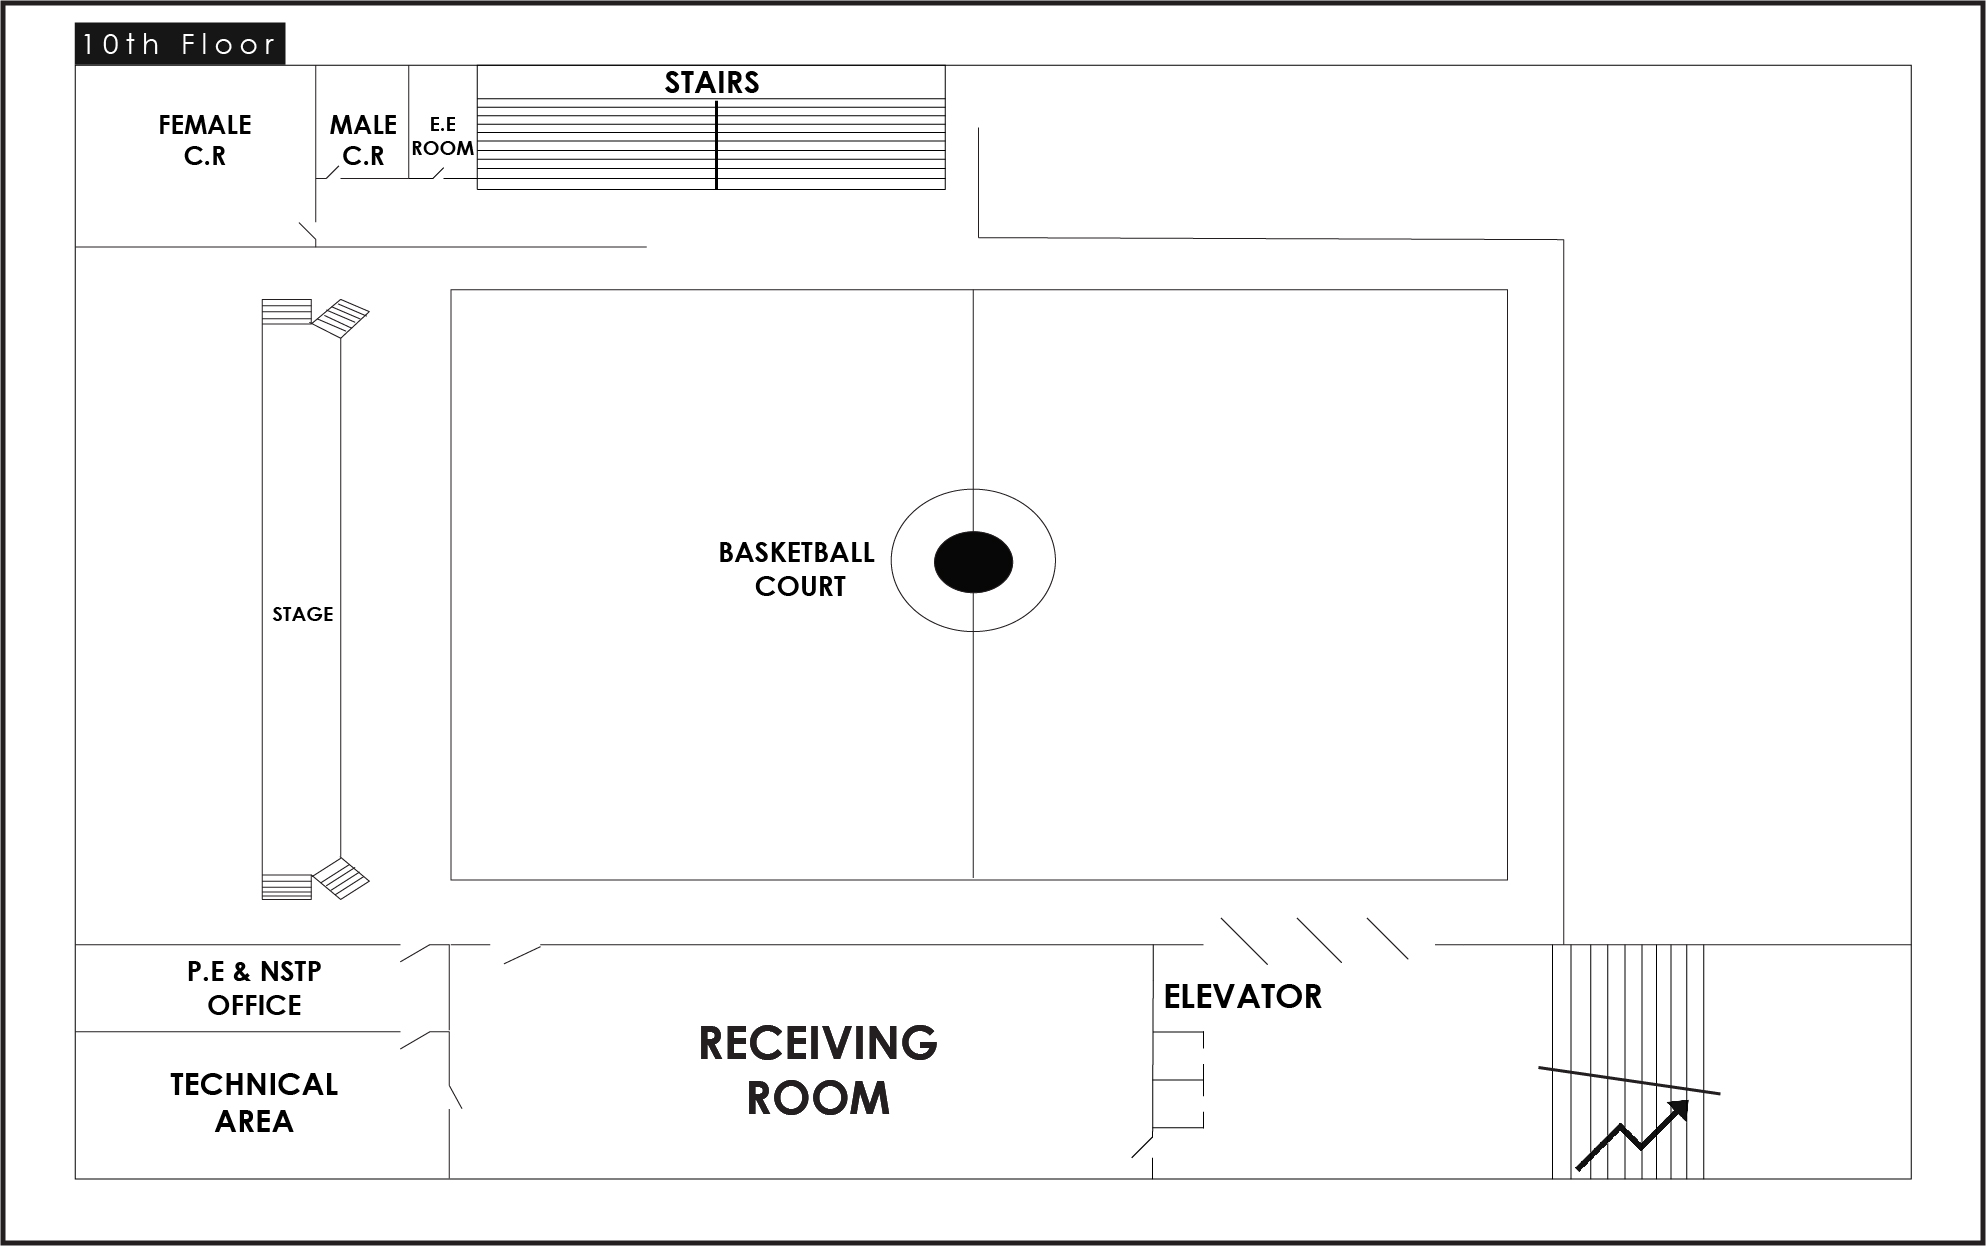 10th Floor
STAIRS
FEMALE
C.R
MALE
C.R
E.E
ROOM
BASKETBALL
COURT
STAGE
P.E & NSTP
OFFICE
ELEVATOR
RECEIVING
ROOM
TECHNICAL
AREA